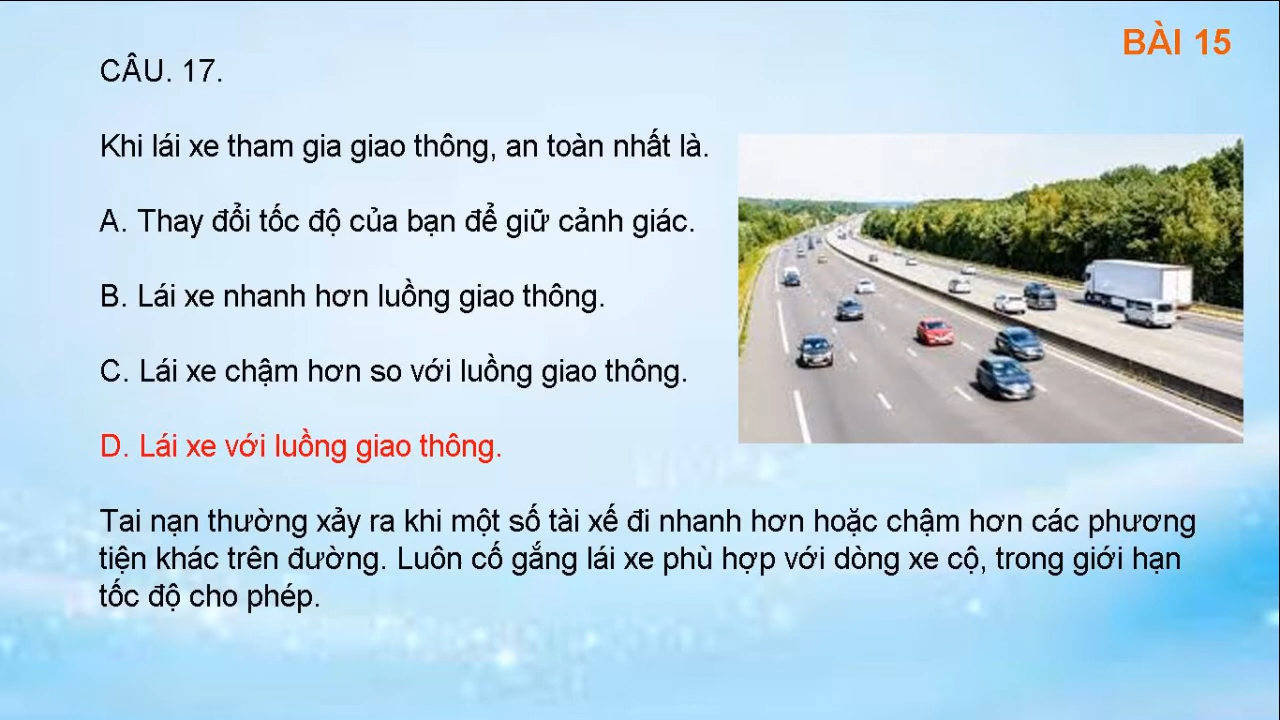 BÀI 15
CÂU. 17.
Khi lái xe tham gia giao thông, an toàn nhất là.
A. Thay đổi tốc độ của bạn để giữ cảnh giác.
B. Lái xe nhanh hơn luồng giao thông.
C. Lái xe chậm hơn so với luồng giao thông.
D. Lái xe với luồng giao thông.
Tai nạn thường xảy ra khi một số tài xế đi nhanh hơn hoặc chậm hơn các phương
tiện khác trên đường. Luôn cố gắng lái xe phù hợp với dòng xe cộ, trong giới hạn
tốc độ cho phép.